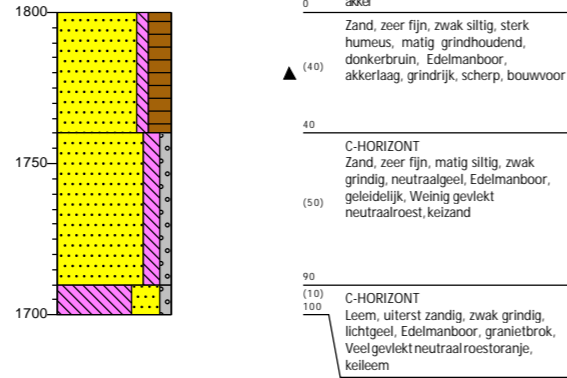 1800
1750
1700
0
akker
Zand, zeer fijn, zwak siltig, sterk
humeus, matig grindhoudend,
donkerbruin, Edelmanboor,
akkerlaag, grindrijk, scherp, bouwvoor
(40)
40
C-HORIZONT
Zand, zeer fijn, matig siltig, zwak
grindig, neutraalgeel, Edelmanboor,
geleidelijk, Weinig gevlekt
neutraalroest, keizand
(50)
90
(10)
100
C-HORIZONT
Leem, uiterst zandig, zwak grindig,
lichtgeel, Edelmanboor, granietbrok,
Veel gevlekt neutraal roestoranje,
keileem